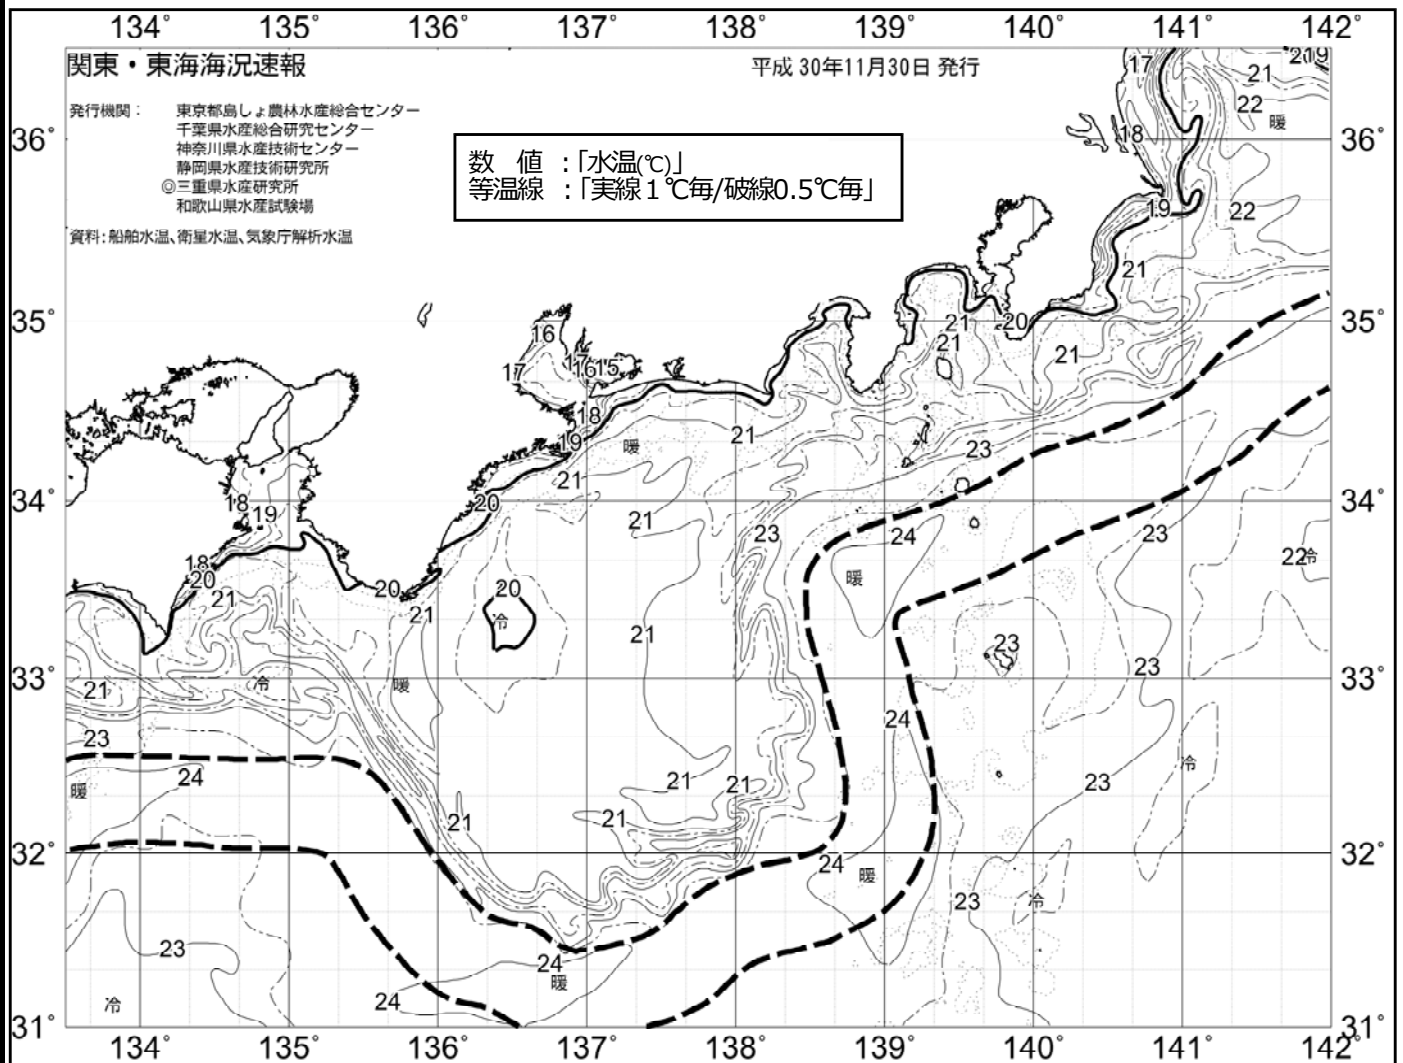 134° 135° 136° 137° 138° 139° 140° 141° 142°
関東・東海海況速報
平成 30年11月30日 発行
発行機関： 東京都島しょ農林水産総合センター
千葉県水産総合研究センター
神奈川県水産技術センター
静岡県水産技術研究所
◎三重県水産研究所
和歌山県水産試験場
資料：船舶水温、衛星水温、気象庁解析水温
数　値　：「水温(℃)」
等温線　：「実線１℃毎/破線0.5℃毎」
17 2019
21
22
暖
36° 18 36°
19 22
21
35° 16 21 20 35°
17 17 16 15 21 21
18
19 暖 21 23
21
34° 18 19 20 21 23 24 23 34°
18 22 冷
20 20 20 暖
21 21 冷 21 23
33° 21 冷 暖 23 33°
23 24
24 21 21 23 冷
暖
21 21
32° 24 暖 32°
23 冷
23
24
暖
冷 24
31° 31°
134° 135° 136° 137° 138° 139° 140° 141° 142°